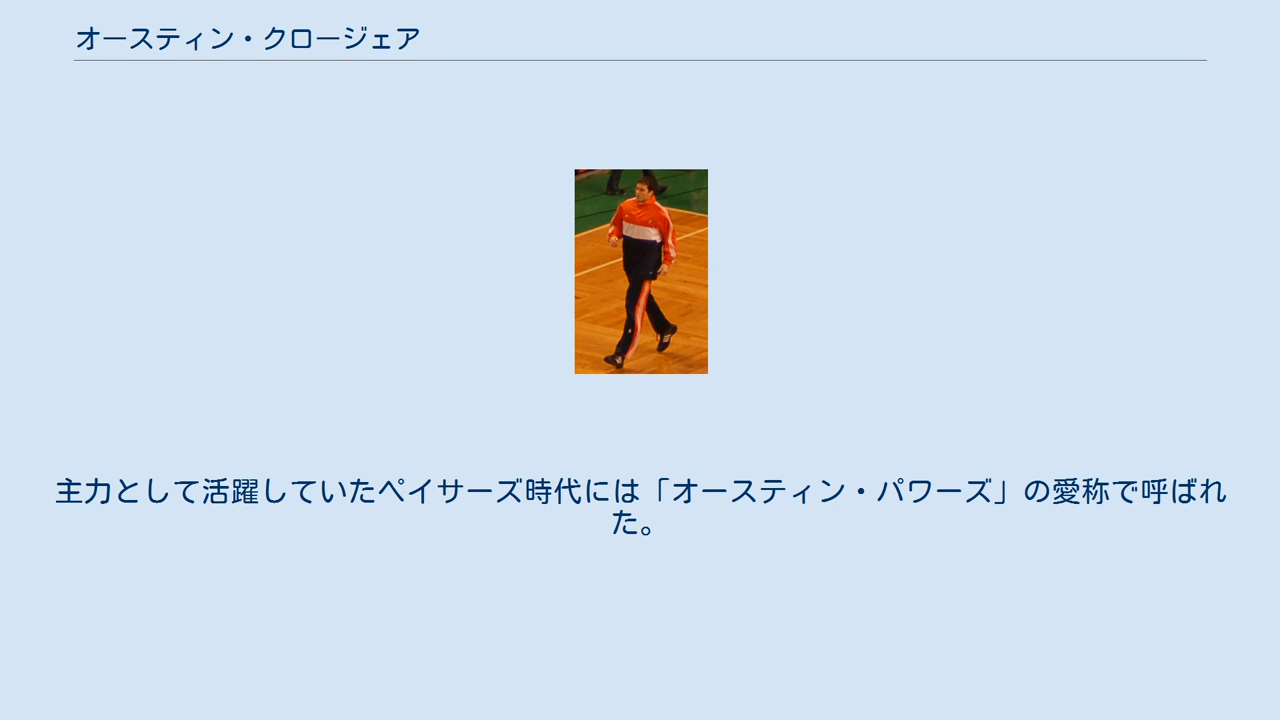 オースティン・クロージェア
主力として活躍していたペイサーズ時代には「オースティン・パワーズ」の愛称で呼ばれ
た。